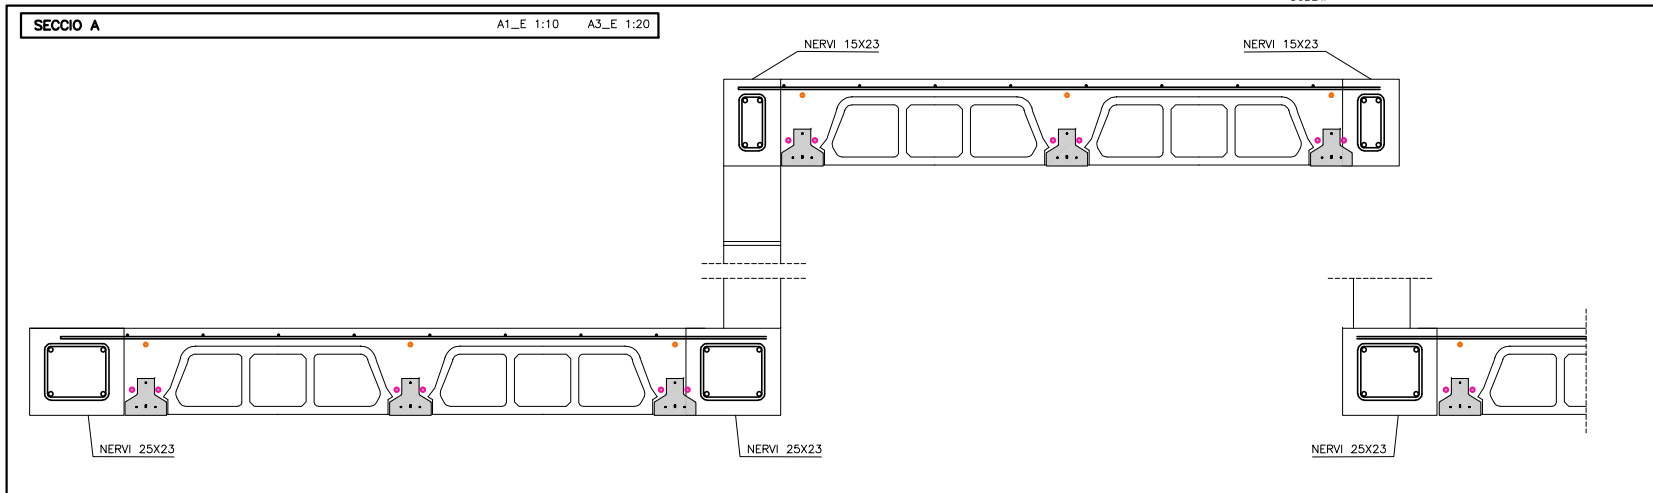 SECCIO A
A1_E 1:10 A3_E 1:20
NERVI 15X23
NERVI 15X23
NERVI 25X23
NERVI 25X23
NERVI 25X23